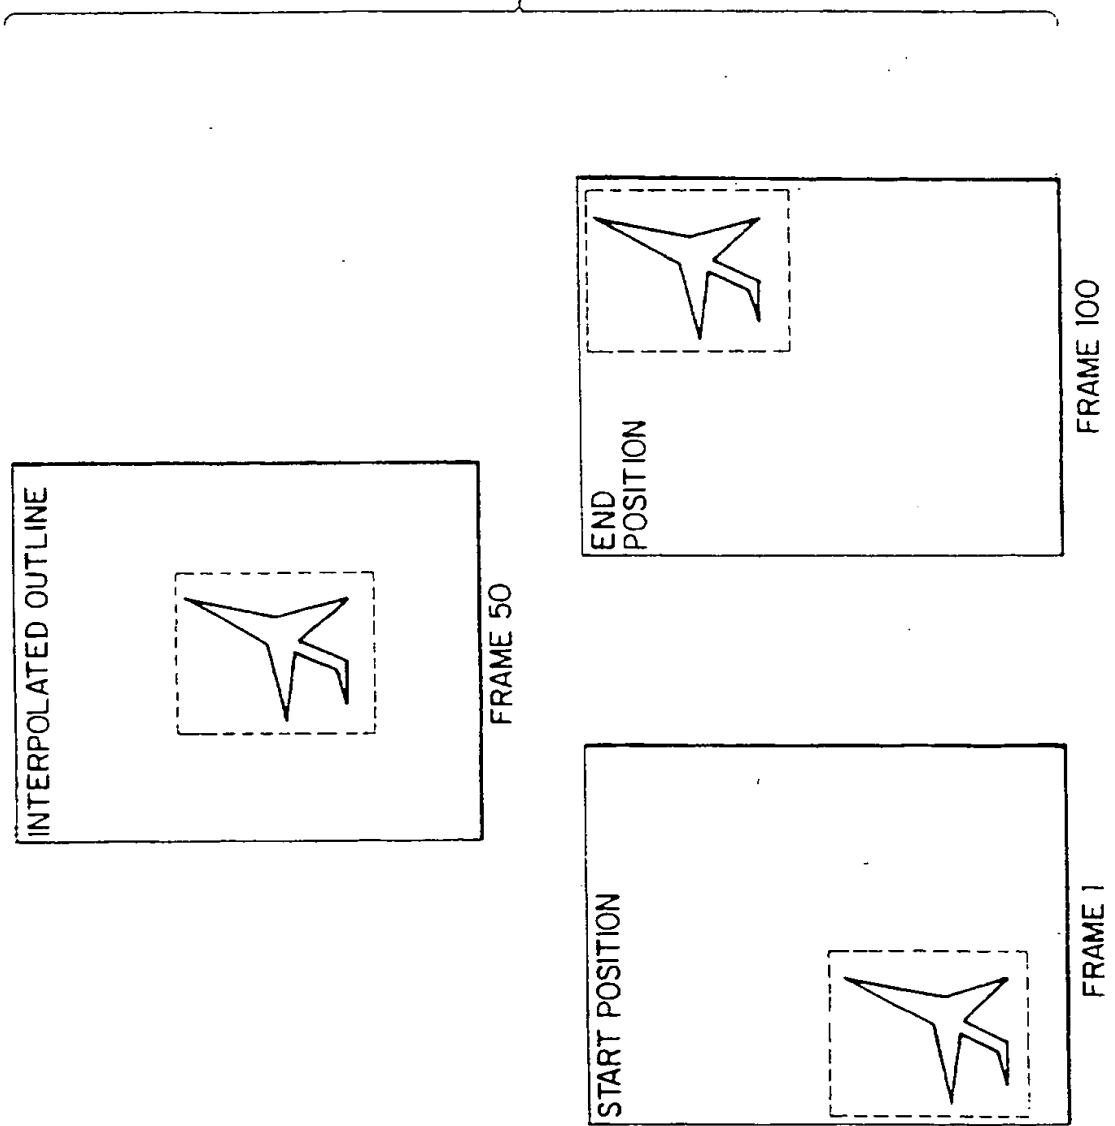 INTERPOLATED OUTLINE
FRAME 50
START POSITION
FRAME 1
END
POSITION
FRAME 100